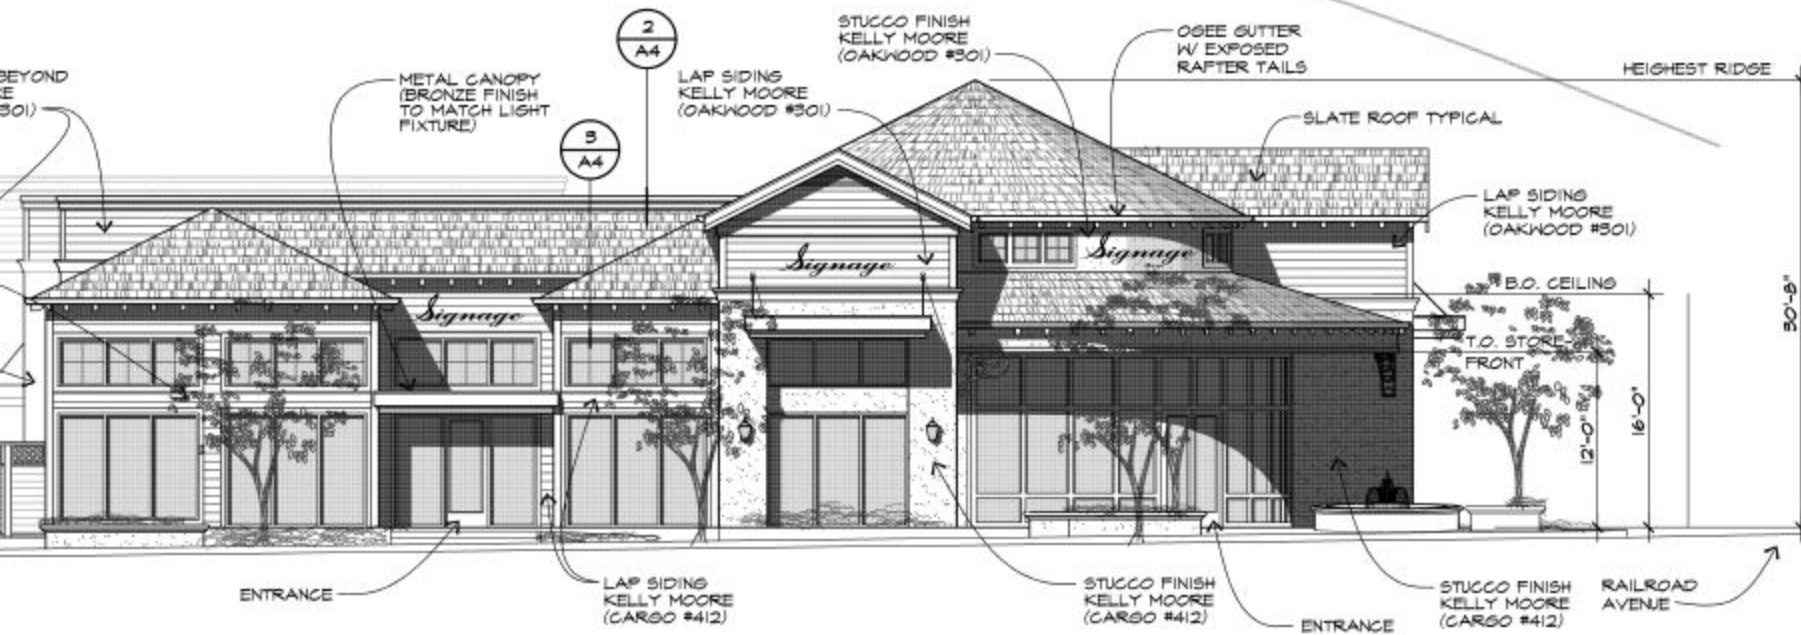 2
A4
STUCCO FINISH
KELLY MOORE
(OAKWOOD #301)
OGEE GUTTER
W/ EXPOSED
RAFTER TAILS
BEYOND
301)
METAL CANOPY
(BRONZE FINISH
TO MATCH LIGHT
FIXTURE)
LAP SIDING
KELLY MOORE
(OAKWOOD #301)
HEIGHEST RIDGE
3
A4
SLATE ROOF TYPICAL
LAP SIDING
KELLY MOORE
(OAKWOOD #301)
Signage
Signage
Signage
B.O. CEILING
30'-8"
T.O. STORE-
FRONT
12'-0"
16'-0"
ENTRANCE
LAP SIDING
KELLY MOORE
(CARGO #412)
STUCCO FINISH
KELLY MOORE
(CARGO #412)
ENTRANCE
STUCCO FINISH
KELLY MOORE
(CARGO #412)
RAILROAD
AVENUE